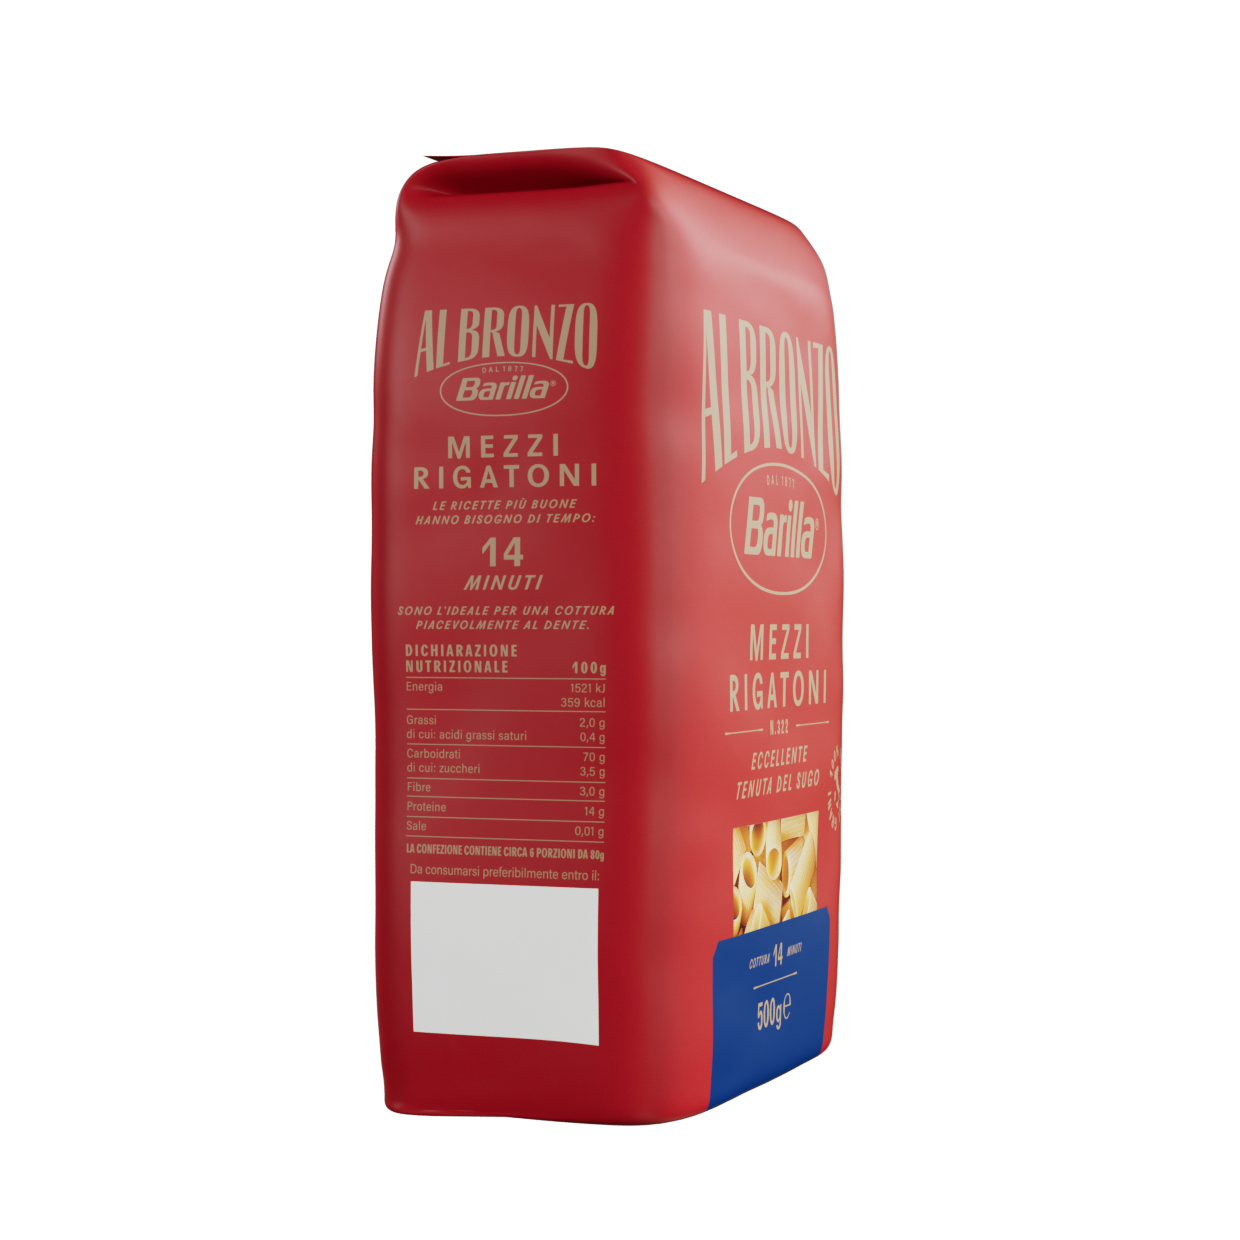 AL BRONZO
DAL 1877
Barilla®
MEZZI
RIGATONI
LE RICETTE PIÙ BUONE
HANNO BISOGNO DI TEMPO:
14
MINUTI
SONO L'IDEALE PER UNA COTTURA
PIACEVOLMENTE AL DENTE.
DICHIARAZIONE
NUTRIZIONALE 100g
Energia 1521 kJ
359 kcal
Grassi 2,0 g
di cui: acidi grassi saturi 0,4 g
Carboidrati 70 g
di cui: zuccheri 3,5 g
Fibre 3,0 g
Proteine 14 g
Sale 0,01 g
LA CONFEZIONE CONTIENE CIRCA 6 PORZIONI DA 80g
Da consumarsi preferibilmente entro il:
AL BRONZO
DAL 1877
Barilla®
MEZZI
RIGATONI
N.322
ECCELLENTE
TENUTA DEL SUGO
COTTURA 14 MINUTI
500g e